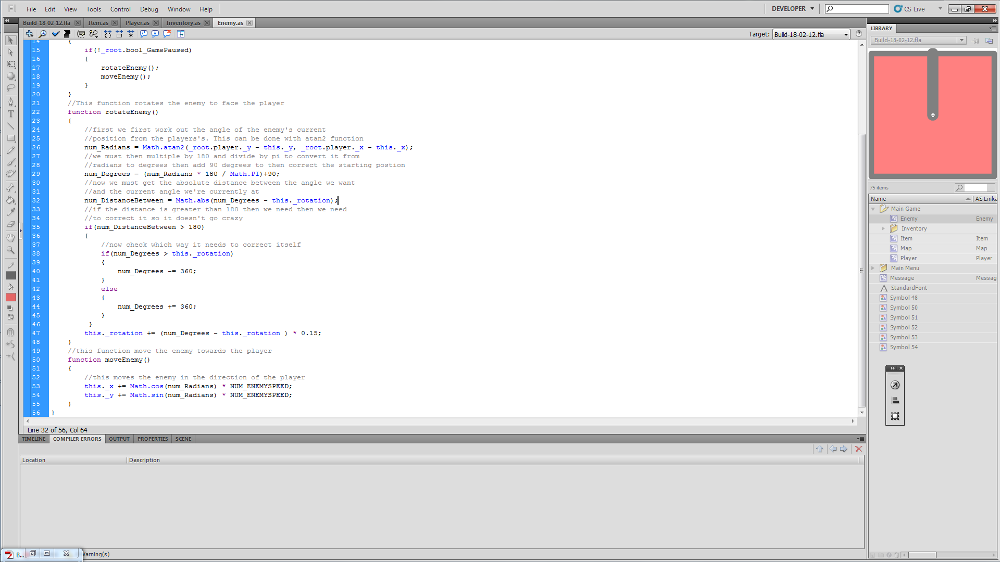 Fl File Edit View Tools Control Debug Window Help DEVELOPER CS Live
Build-18-02-12.fla Item.as Player.as Inventory.as Enemy.as
Target: Build-18-02-12.fla
14 {
15 if(!_root.bool_GamePaused)
16 {
17 rotateEnemy();
18 moveEnemy();
19 }
20 }
21 //This function rotates the enemy to face the player
22 function rotateEnemy()
23 {
24 //first we first work out the angle of the enemy's current
25 //position from the players's. This can be done with atan2 function
26 num_Radians = Math.atan2(_root.player._y - this._y, _root.player._x - this._x);
27 //we must then multiple by 180 and divide by pi to convert it from
28 //radians to degrees then add 90 degrees to then correct the starting postion
29 num_Degrees = (num_Radians * 180 / Math.PI)+90;
30 //now we must get the absolute distance between the angle we want
31 //and the current angle we're currently at
32 num_DistanceBetween = Math.abs(num_Degrees - this._rotation);
33 //if the distance is greater than 180 then we need then we need
34 //to correct it so it doesn't go crazy
35 if(num_DistanceBetween > 180)
36 {
37 //now check which way it needs to correct itself
38 if(num_Degrees > this._rotation)
39 {
40 num_Degrees -= 360;
41 }
42 else
43 {
44 num_Degrees += 360;
45 }
46 }
47 this._rotation += (num_Degrees - this._rotation ) * 0.15;
48 }
49 //this function move the enemy towards the player
50 function moveEnemy()
51 {
52 //this moves the enemy in the direction of the player
53 this._x += Math.cos(num_Radians) * NUM_ENEMYSPEED;
54 this._y += Math.sin(num_Radians) * NUM_ENEMYSPEED;
55 }
56 }
Line 32 of 56, Col 64
TIMELINE COMPILER ERRORS OUTPUT PROPERTIES SCENE
Location Description
B... Warning(s)
LIBRARY
Build-18-02-12.fla
75 items
Name AS Linka
Main Game
Enemy Enemy
Inventory
Item Item
Map Map
Player Player
Main Menu
Message Messag
StandardFont
Symbol 48
Symbol 50
Symbol 51
Symbol 52
Symbol 53
Symbol 54